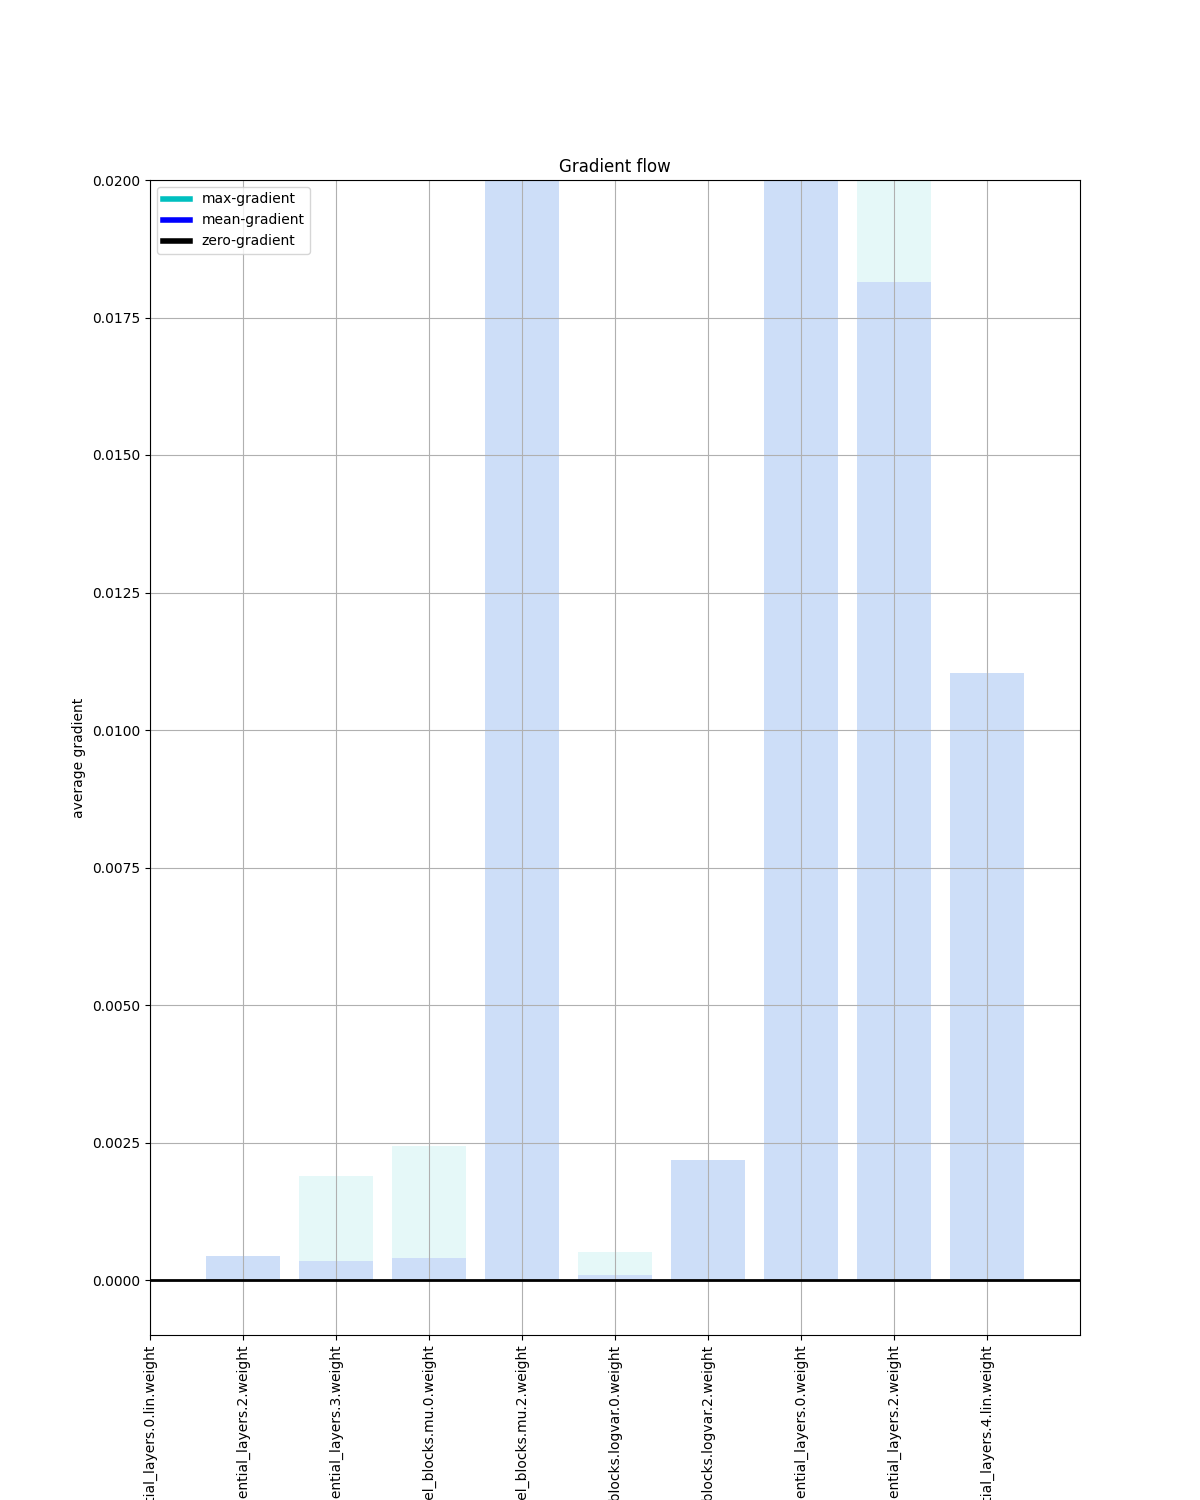 Gradient flow
max-gradient
mean-gradient
zero-gradient
0.0200
0.0175
0.0150
0.0125
0.0100
0.0075
0.0050
0.0025
0.0000
average gradient
tial_layers.0.lin.weight
ential_layers.2.weight
ential_layers.3.weight
el_blocks.mu.0.weight
el_blocks.mu.2.weight
blocks.logvar.0.weight
blocks.logvar.2.weight
ential_layers.0.weight
ential_layers.2.weight
tial_layers.4.lin.weight